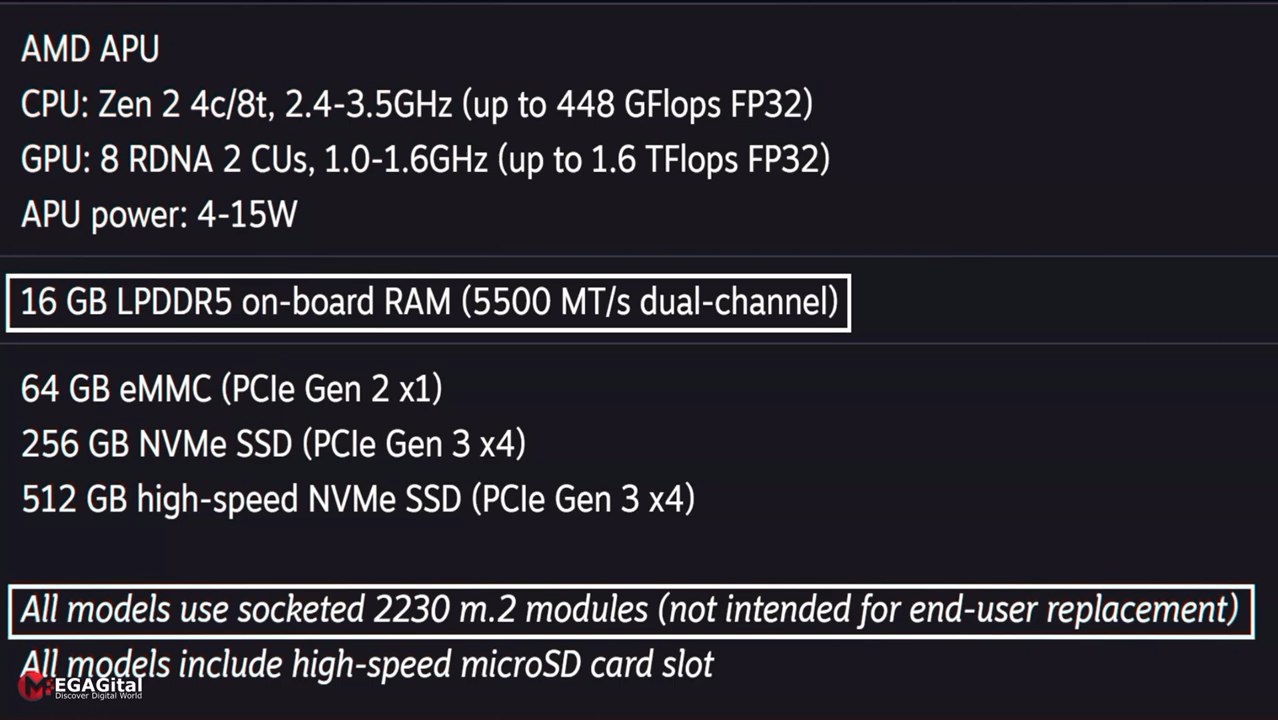 AMD APU
CPU: Zen 2 4c/8t, 2.4-3.5GHz (up to 448 GFlops FP32)
GPU: 8 RDNA 2 CUs, 1.0-1.6GHz (up to 1.6 TFlops FP32)
APU power: 4-15W
16 GB LPDDR5 on-board RAM (5500 MT/s dual-channel)
64 GB eMMC (PCIe Gen 2 x1)
256 GB NVMe SSD (PCIe Gen 3 x4)
512 GB high-speed NVMe SSD (PCIe Gen 3 x4)
All models use socketed 2230 m.2 modules (not intended for end-user replacement)
All models include high-speed microSD card slot
MEGAGital
Discover Digital World